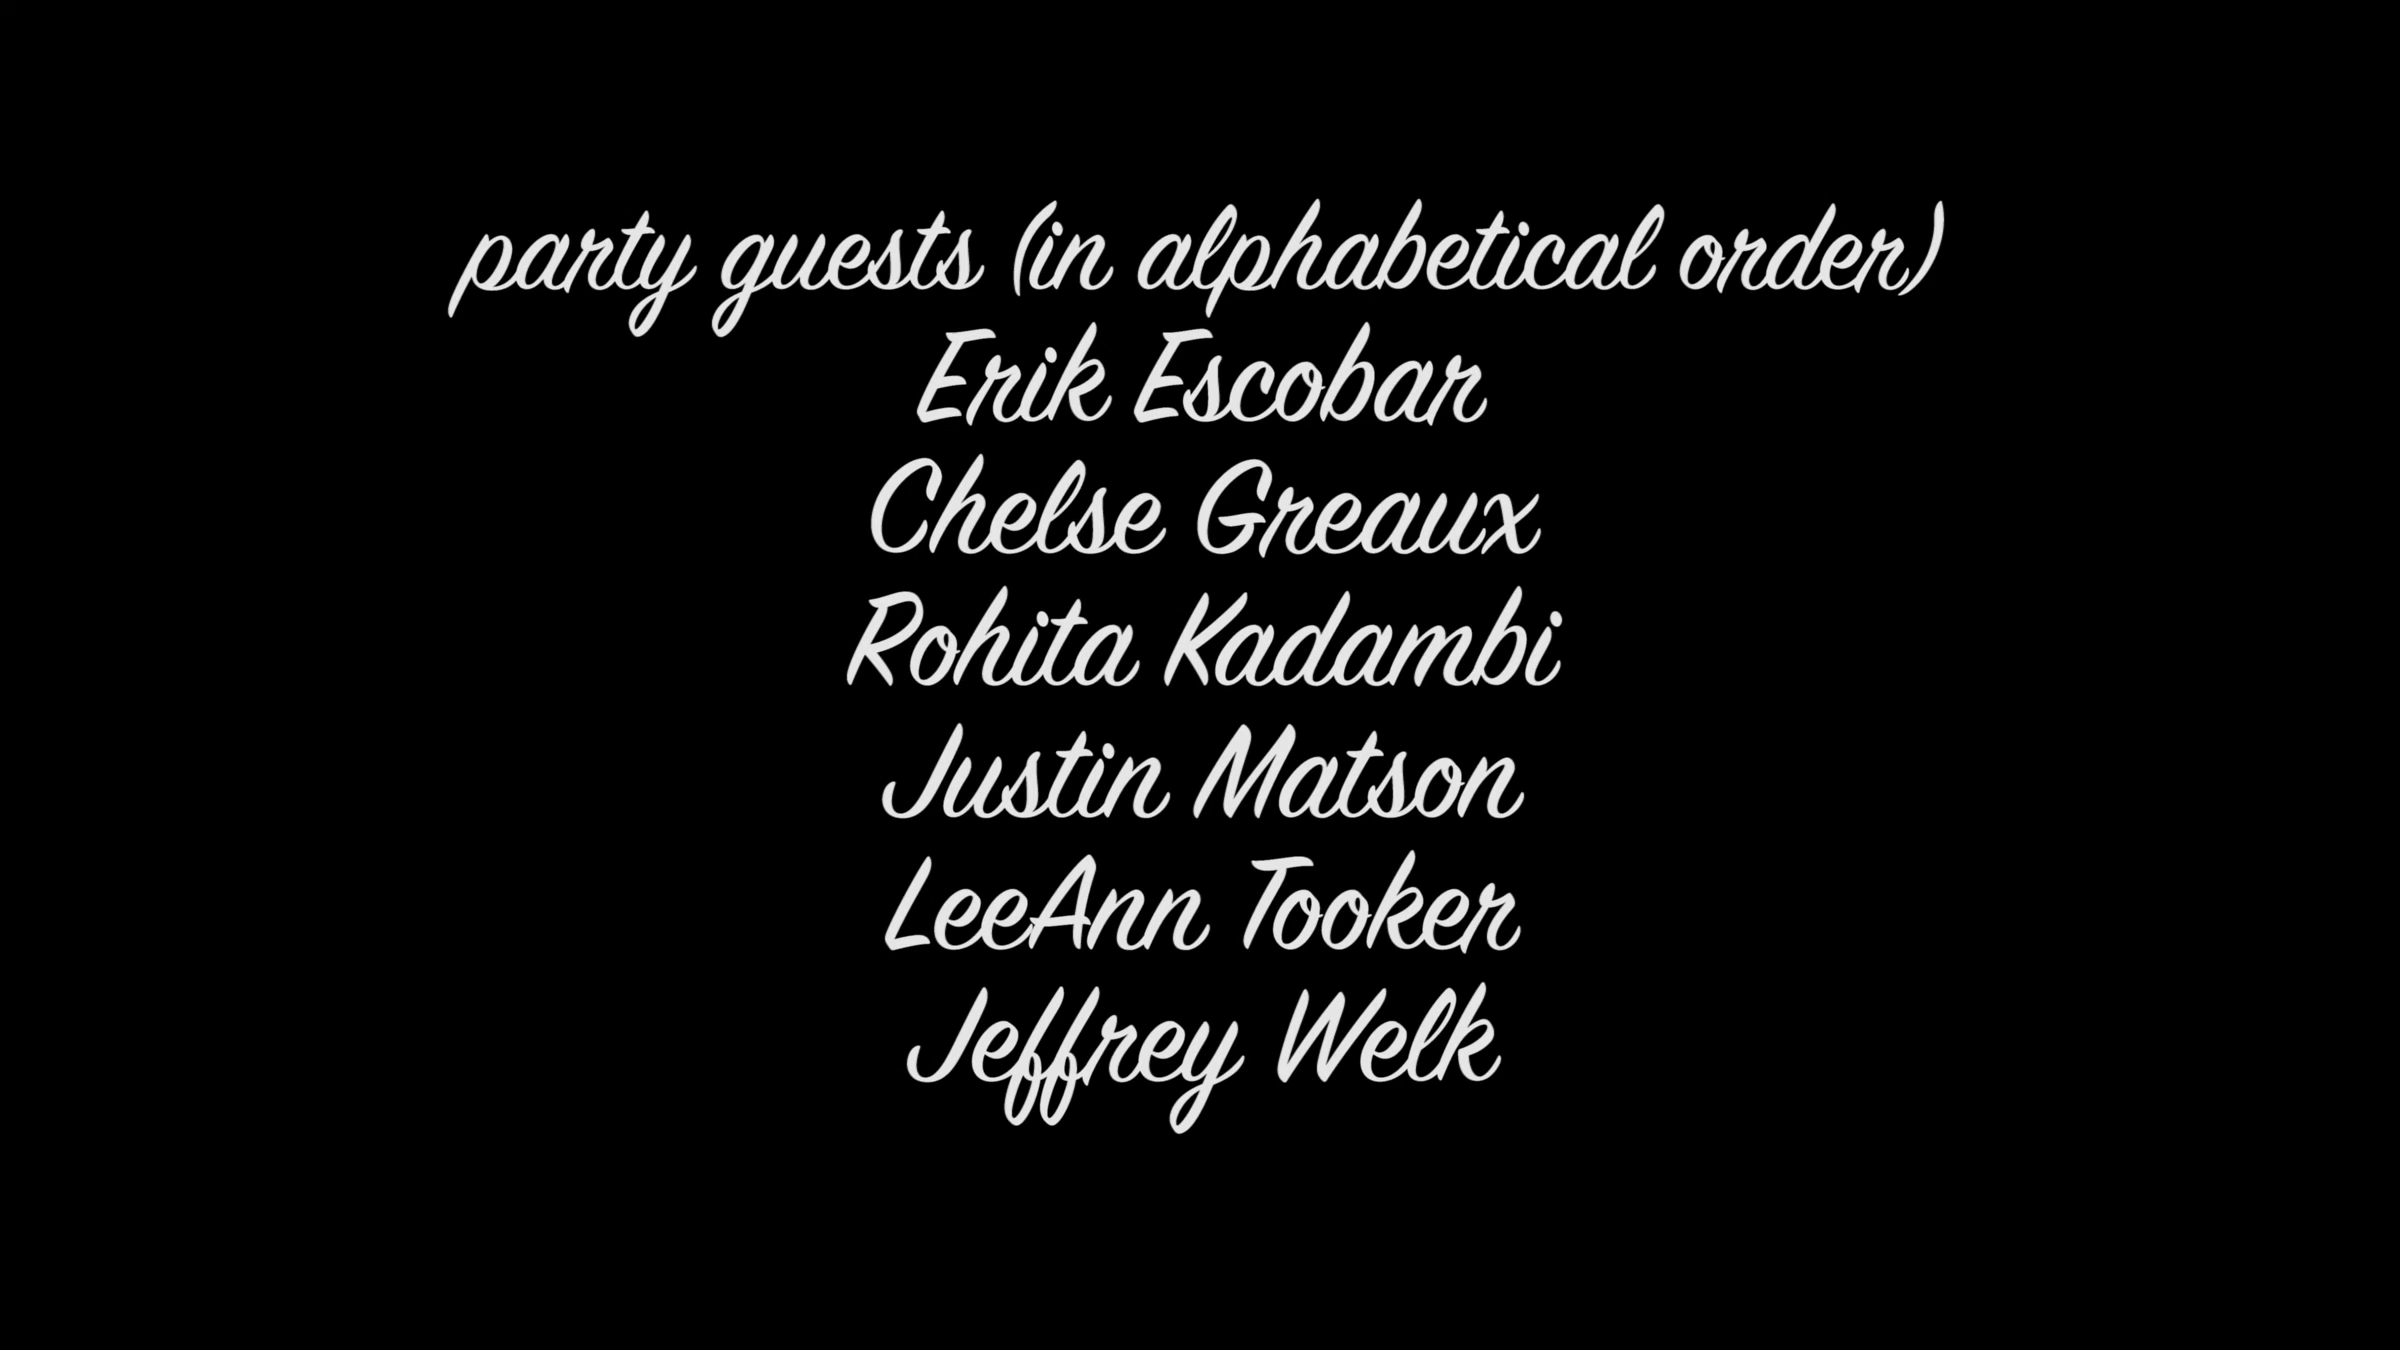 party guests (in alphabetical order)
Erik Escobar
Chelse Greaux
Rohita Kadambi
Justin Matson
LeeAnn Tooker
Jeffrey Welk